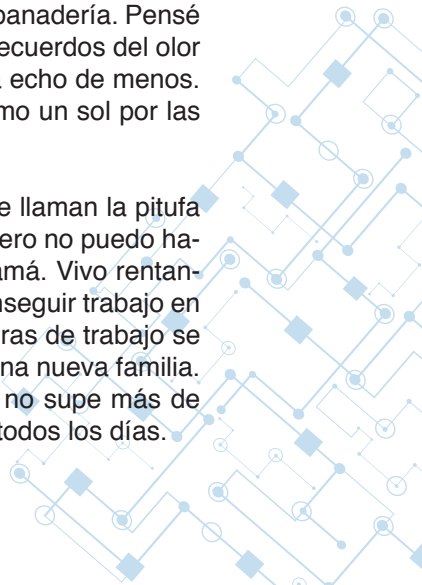 panadería. Pensé
recuerdos del olor
echo de menos.
mo un sol por las
e llaman la pitufa
ero no puedo ha-
amá. Vivo rentan-
nseguir trabajo en
ras de trabajo se
na nueva familia.
no supe más de
todos los días.